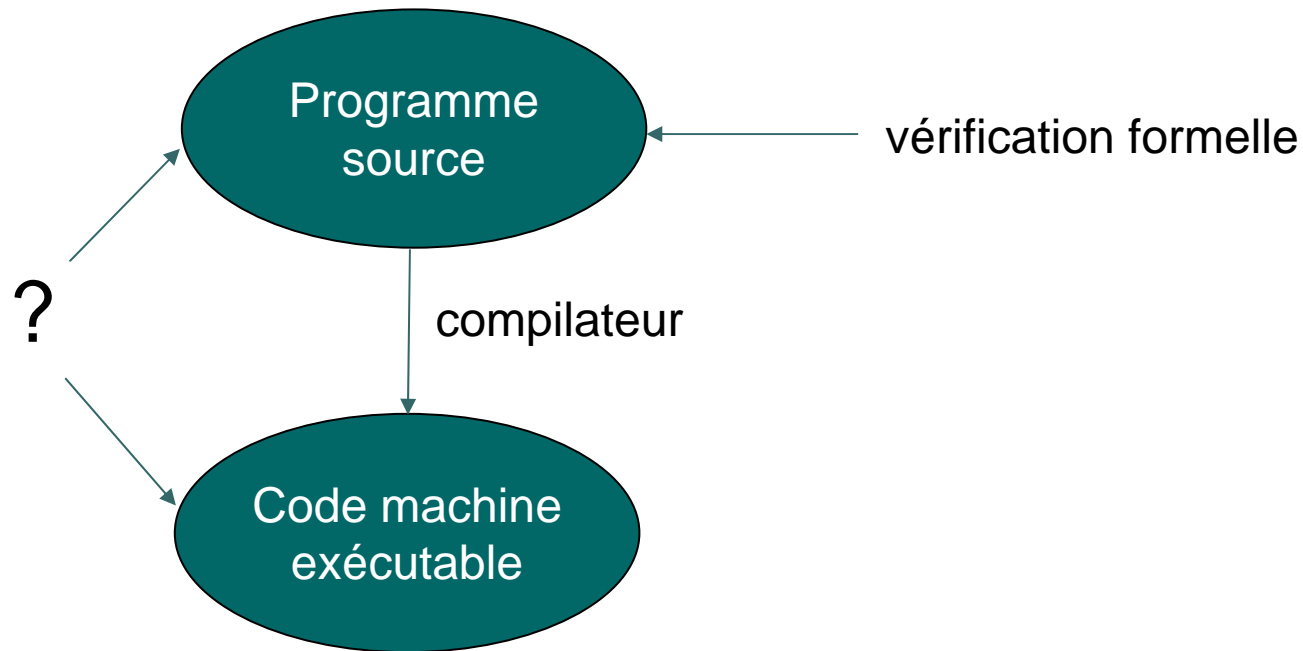 Programme
source
vérification formelle
?
compilateur
Code machine
exécutable